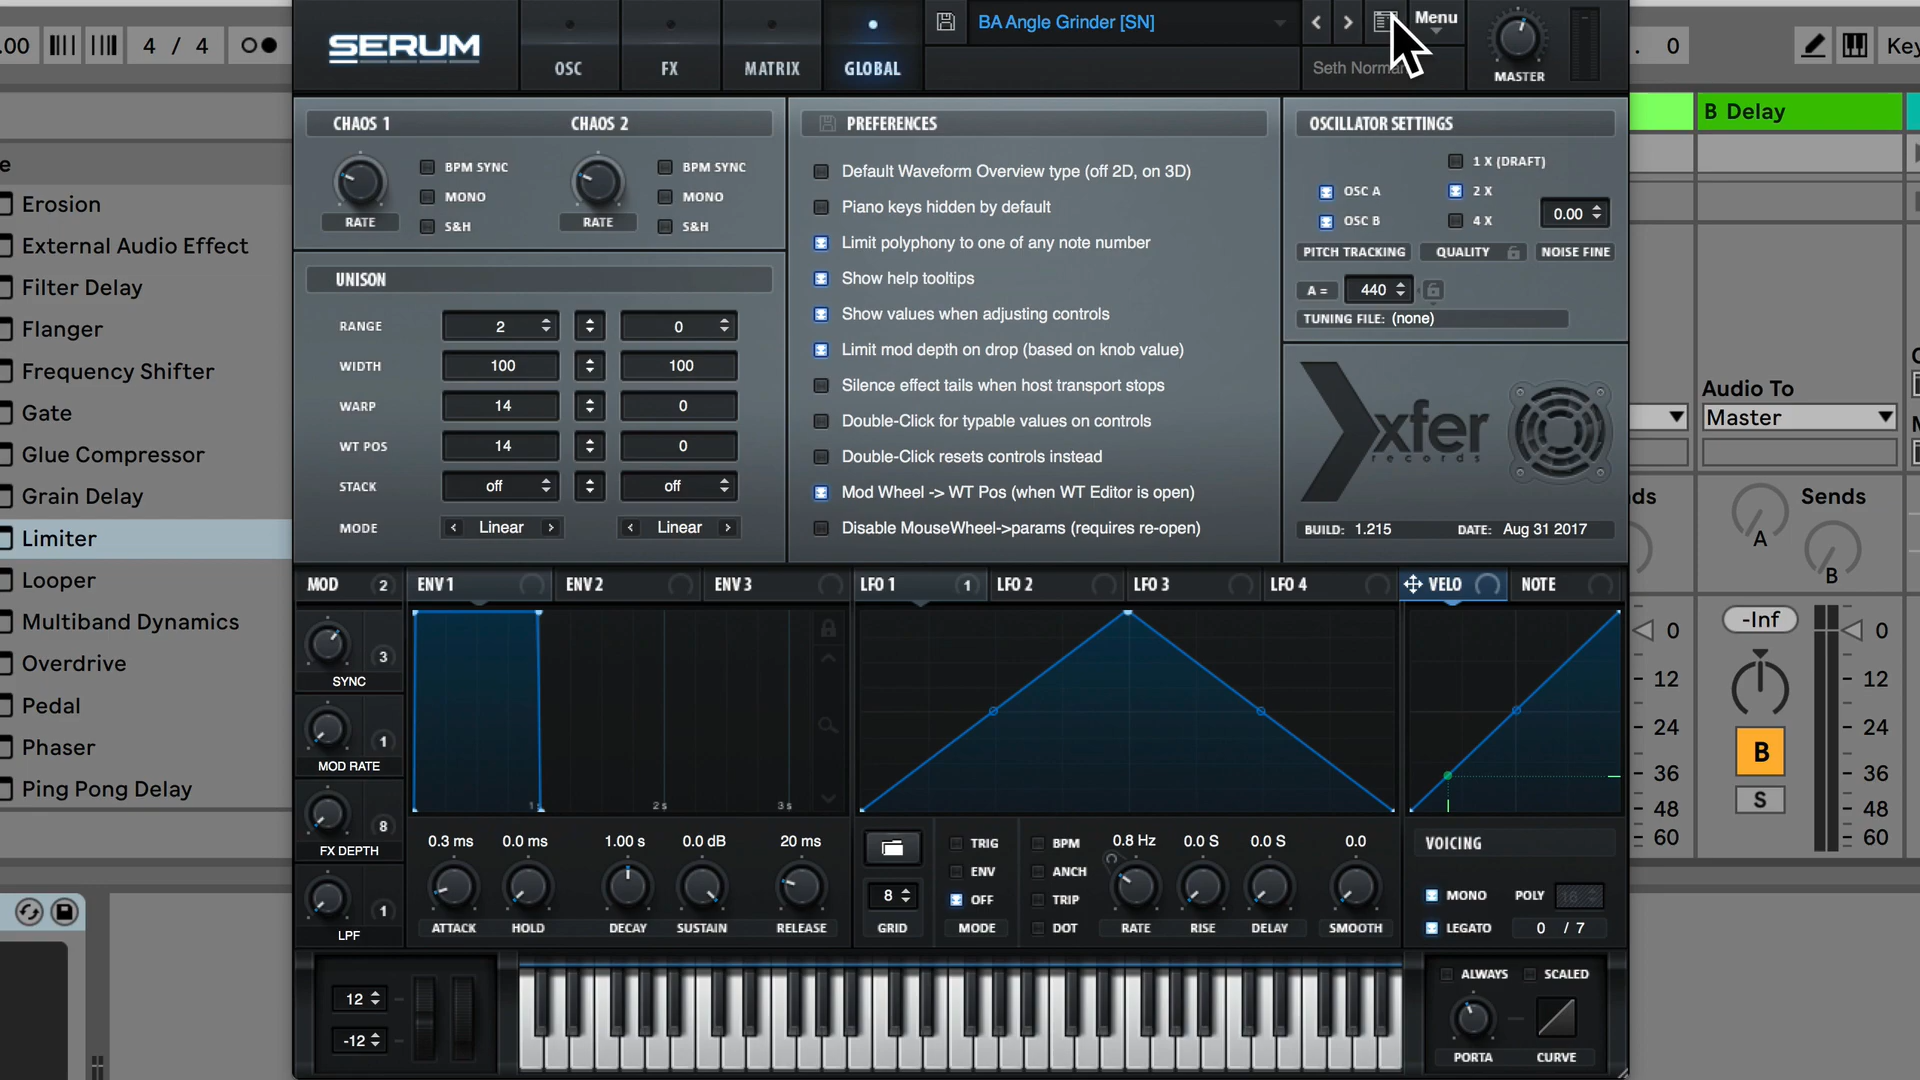 .00
4 / 4
SERUM
OSC
FX
MATRIX
GLOBAL
BA Angle Grinder [SN]
Menu
MASTER
. 0
Key
B Delay
Erosion
External Audio Effect
Filter Delay
Flanger
Frequency Shifter
Gate
Glue Compressor
Grain Delay
Limiter
Looper
Multiband Dynamics
Overdrive
Pedal
Phaser
Ping Pong Delay
CHAOS 1
CHAOS 2
BPM SYNC
MONO
S&H
RATE
BPM SYNC
MONO
S&H
RATE
UNISON
RANGE 2 0
WIDTH 100 100
WARP 14 0
WT POS 14 0
STACK off off
MODE < Linear > < Linear >
PREFERENCES
Default Waveform Overview type (off 2D, on 3D)
Piano keys hidden by default
Limit polyphony to one of any note number
Show help tooltips
Show values when adjusting controls
Limit mod depth on drop (based on knob value)
Silence effect tails when host transport stops
Double-Click for typable values on controls
Double-Click resets controls instead
Mod Wheel -> WT Pos (when WT Editor is open)
Disable MouseWheel->params (requires re-open)
OSCILLATOR SETTINGS
1 X (DRAFT)
OSC A 2 X
OSC B 4 X 0.00
PITCH TRACKING QUALITY NOISE FINE
A = 440
TUNING FILE: (none)
xfer
records
BUILD: 1.215 DATE: Aug 31 2017
Audio To
Master
Sends
A
B
-Inf
0
12
24
36
48
60
B
S
0
12
24
36
48
60
MOD 2
ENV 1
ENV 2
ENV 3
LFO 1 1
LFO 2
LFO 3
LFO 4
VELO
NOTE
3
SYNC
1
MOD RATE
8
FX DEPTH
1
LPF
2s
3s
0.3 ms 0.0 ms 1.00 s 0.0 dB 20 ms
ATTACK HOLD DECAY SUSTAIN RELEASE
8
GRID
TRIG
ENV
OFF
MODE
BPM
ANCH
TRIP
DOT
0.8 Hz 0.0 S 0.0 S 0.0
RATE RISE DELAY SMOOTH
VOICING
MONO POLY
LEGATO 0 / 7
12
-12
ALWAYS SCALED
PORTA CURVE